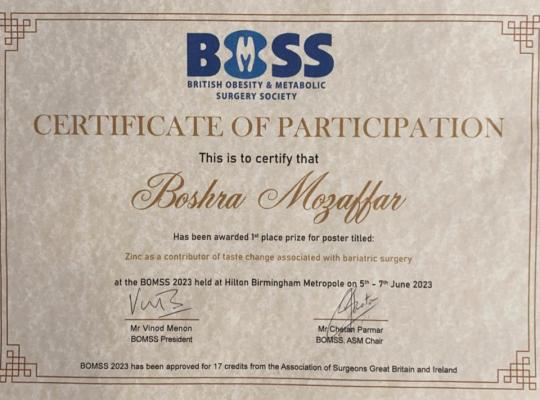 BOMSS
BRITISH OBESITY & METABOLIC
SURGERY SOCIETY
CERTIFICATE OF PARTICIPATION
This is to certify that
Boshra Mozaffar
Has been awarded 1st place prize for poster titled:
Zinc as a contributor of taste change associated with bariatric surgery
at the BOMSS 2023 held at Hilton Birmingham Metropole on 5th - 7th June 2023
Mr Vinod Menon
BOMSS President
Mr Chetan Parmar
BOMSS, ASM Chair
BOMSS 2023 has been approved for 17 credits from the Association of Surgeons Great Britain and Ireland